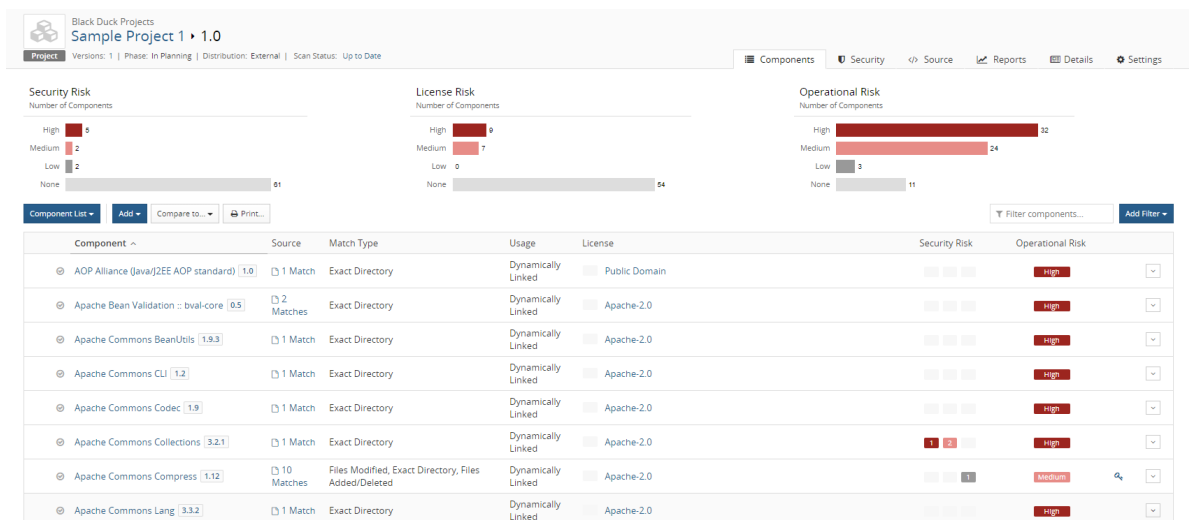 Black Duck Projects
Sample Project 1 ▸ 1.0
Project Versions: 1 | Phase: In Planning | Distribution: External | Scan Status: Up to Date
Components Security Source Reports Details Settings
Security Risk License Risk Operational Risk
Number of Components Number of Components Number of Components
High 5 High 9 High 32
Medium 2 Medium 7 Medium 24
Low 2 Low 0 Low 3
None 61 None 54 None 11
Component List Add Compare to... Print... Filter components... Add Filter
Component Source Match Type Usage License Security Risk Operational Risk
AOP Alliance (Java/J2EE AOP standard) 1.0 1 Match Exact Directory Dynamically Linked Public Domain High
Apache Bean Validation :: bval-core 0.5 2 Matches Exact Directory Dynamically Linked Apache-2.0 High
Apache Commons BeanUtils 1.9.3 1 Match Exact Directory Dynamically Linked Apache-2.0 High
Apache Commons CLI 1.2 1 Match Exact Directory Dynamically Linked Apache-2.0 High
Apache Commons Codec 1.9 1 Match Exact Directory Dynamically Linked Apache-2.0 High
Apache Commons Collections 3.2.1 1 Match Exact Directory Dynamically Linked Apache-2.0 1 2 High
Apache Commons Compress 1.12 10 Matches Files Modified, Exact Directory, Files Added/Deleted Dynamically Linked Apache-2.0 1 Medium
Apache Commons Lang 3.3.2 1 Match Exact Directory Dynamically Linked Apache-2.0 High